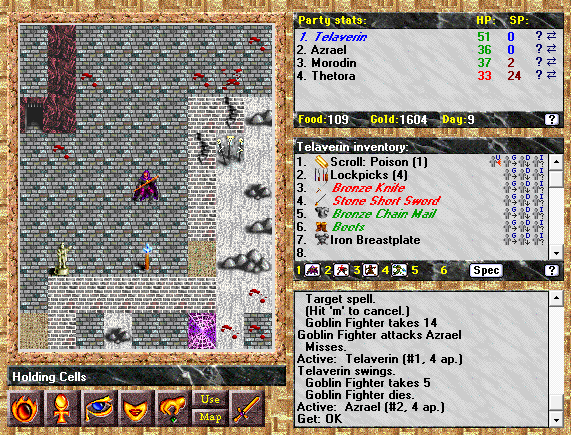 Party stats: HP: SP:
1. Telaverin 51 0 ?
2. Azrael 36 0 ?
3. Morodin 37 2 ?
4. Thetora 33 24 ?
Food:109 Gold:1604 Day:9 ?
Telaverin inventory:
1. Scroll: Poison (1)
2. Lockpicks (4)
3. Bronze Knife
4. Stone Short Sword
5. Bronze Chain Mail
6. Boots
7. Iron Breastplate
8.
1 2 3 4 5 6 Spec ?
Target spell.
(Hit 'm' to cancel.)
Goblin Fighter takes 14
Goblin Fighter attacks Azrael
Misses.
Active: Telaverin (#1, 4 ap.)
Telaverin swings.
Goblin Fighter takes 5
Goblin Fighter dies.
Active: Azrael (#2, 4 ap.)
Get: OK
Holding Cells
Use
Map